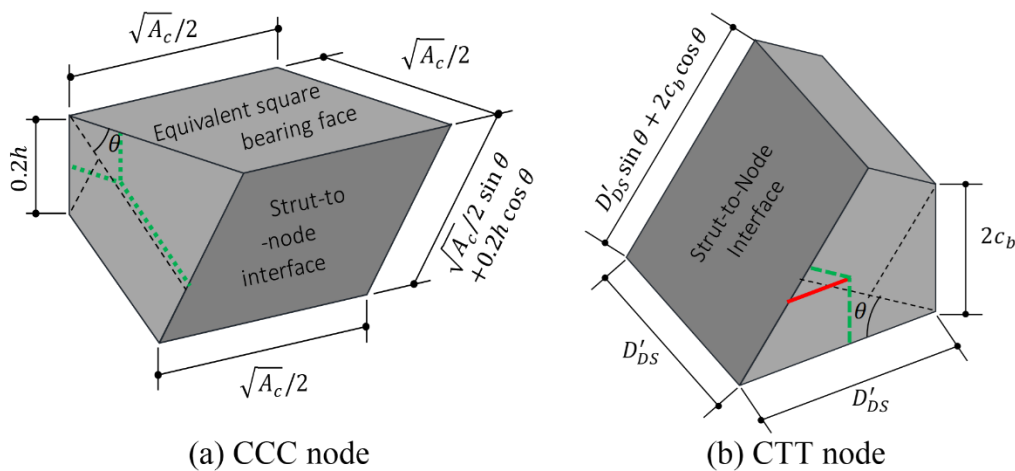 √A_c/2
√A_c/2
0.2h
θ
Equivalent square
bearing face
Strut-to
-node
interface
√A_c/2 sin θ
+0.2h cos θ
√A_c/2
(a) CCC node
D′_DS sin θ + 2c_b cos θ
Strut-to-Node
Interface
2c_b
θ
D′_DS
D′_DS
(b) CTT node